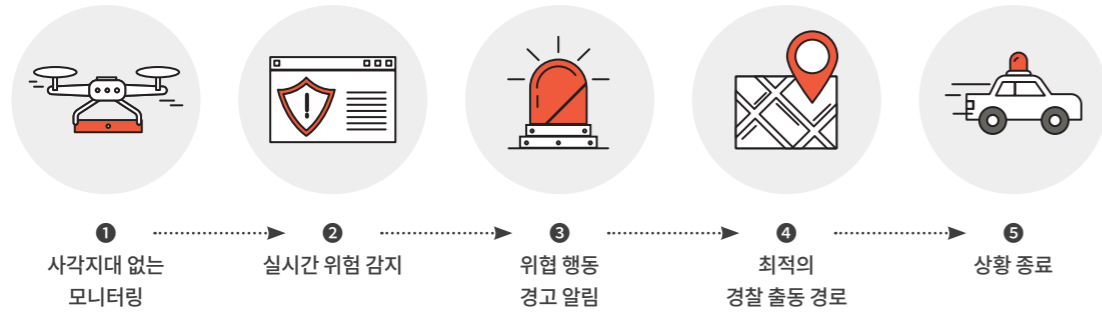 ❶
사각지대 없는
모니터링
❷
실시간 위험 감지
❸
위협 행동
경고 알림
❹
최적의
경찰 출동 경로
❺
상황 종료